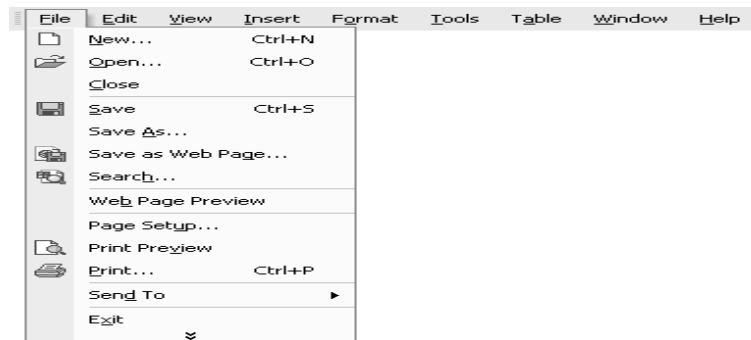 File Edit View Insert Format Tools Table Window Help
New... Ctrl+N
Open... Ctrl+O
Close
Save Ctrl+S
Save As...
Save as Web Page...
Search...
Web Page Preview
Page Setup...
Print Preview
Print... Ctrl+P
Send To
Exit